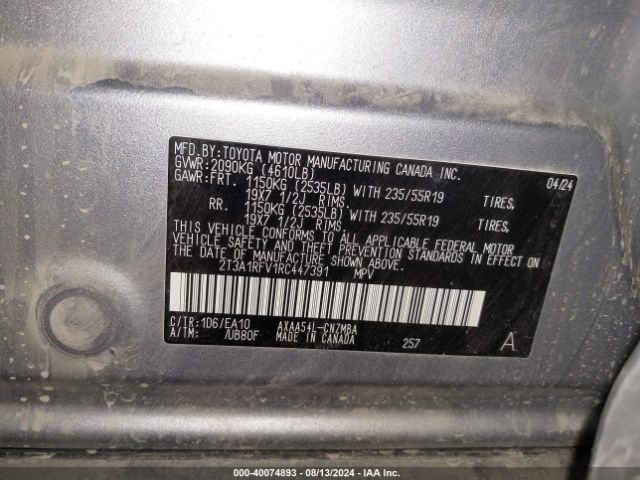 MFD.BY:TOYOTA MOTOR MANUFACTURING CANADA INC.
GVWR:2090KG (4610LB) 04/24
GAWR:FRT. 1150KG (2535LB) WITH 235/55R19 TIRES,
19X7 1/2J RIMS.
RR. 1150KG (2535LB) WITH 235/55R19 TIRES,
19X7 1/2J RIMS.
THIS VEHICLE CONFORMS TO ALL APPLICABLE FEDERAL MOTOR
VEHICLE SAFETY AND THEFT PREVENTION STANDARDS IN EFFECT ON
THE DATE OF MANUFACTURE SHOWN ABOVE.
2T3A1RFV1RC447391 MPV
C/TR:1D6/EA10 AXAA54L-CNZMBA
A/TM: /UB80F MADE IN CANADA 257 A
000-40074893 - 08/13/2024 - IAA Inc.